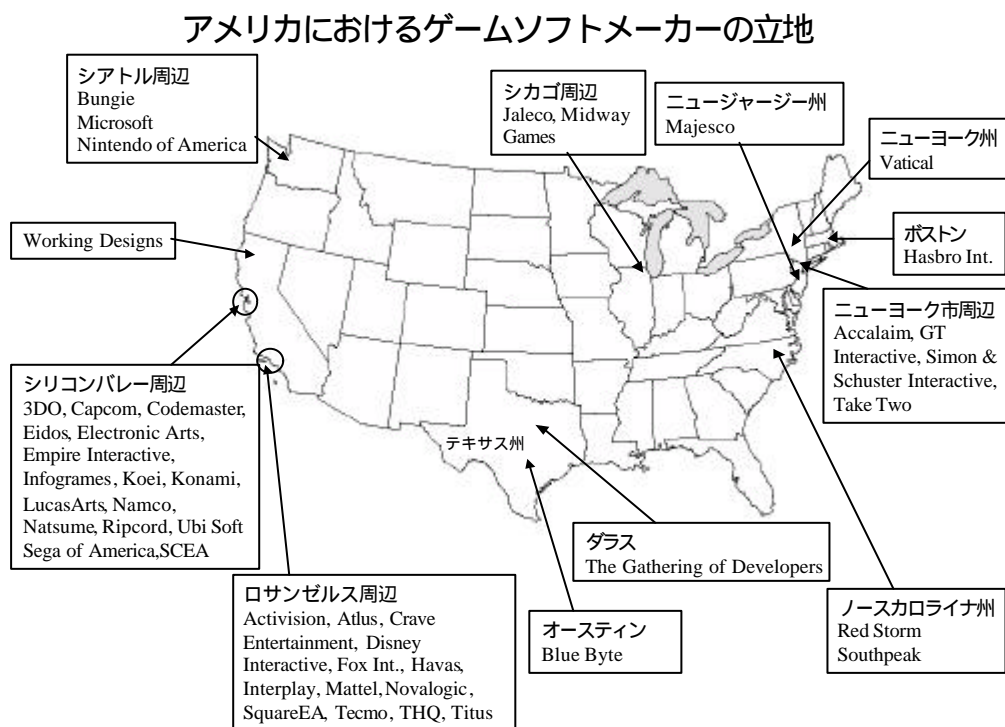 アメリカにおけるゲームソフトメーカーの立地
シアトル周辺
Bungie
Microsoft
Nintendo of America
シカゴ周辺
Jaleco, Midway
Games
ニュージャージー州
Majesco
ニューヨーク州
Vatical
Working Designs
ボストン
Hasbro Int.
ニューヨーク市周辺
Accalaim, GT
Interactive, Simon &
Schuster Interactive,
Take Two
シリコンバレー周辺
3DO, Capcom, Codemaster,
Eidos, Electronic Arts,
Empire Interactive,
Infogrames, Koei, Konami,
LucasArts, Namco,
Natsume, Ripcord, Ubi Soft
Sega of America,SCEA
テキサス州
ダラス
The Gathering of Developers
ロサンゼルス周辺
Activision, Atlus, Crave
Entertainment, Disney
Interactive, Fox Int., Havas,
Interplay, Mattel,Novalogic,
SquareEA, Tecmo, THQ, Titus
オースティン
Blue Byte
ノースカロライナ州
Red Storm
Southpeak